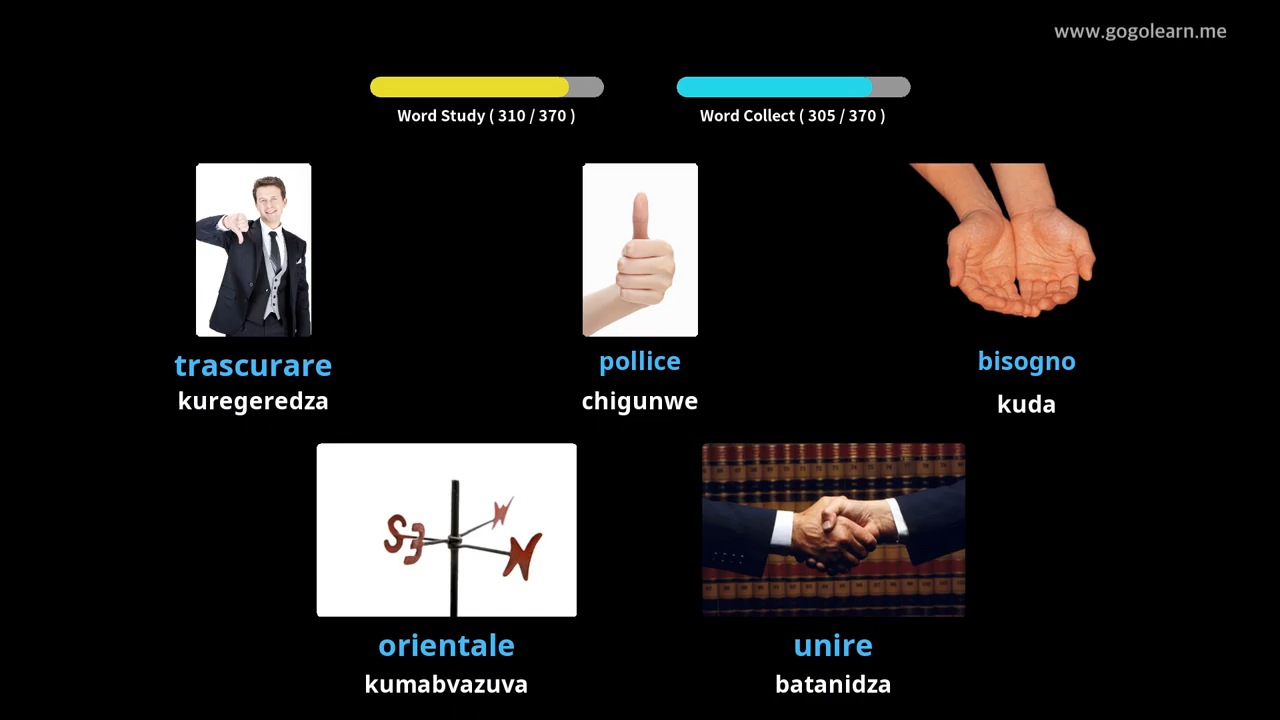 www.gogolearn.me
Word Study ( 310 / 370 )
Word Collect ( 305 / 370 )
trascurare
kuregeredza
pollice
chigunwe
bisogno
kuda
S E N
orientale
kumabvazuva
unire
batanidza